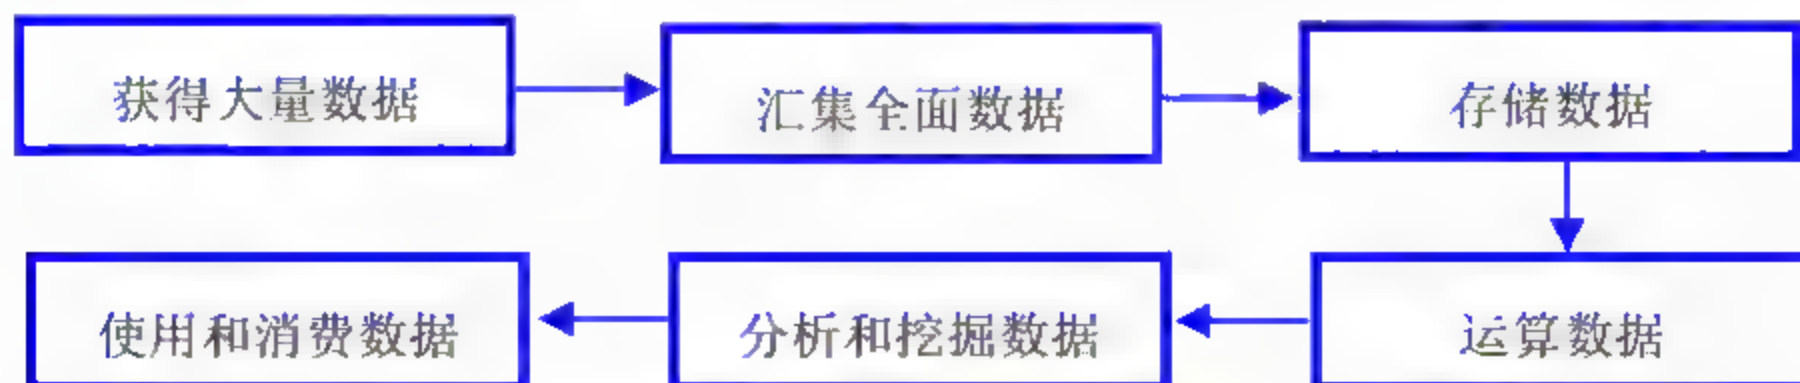 获得大量数据
汇集全面数据
存储数据
运算数据
分析和挖掘数据
使用和消费数据